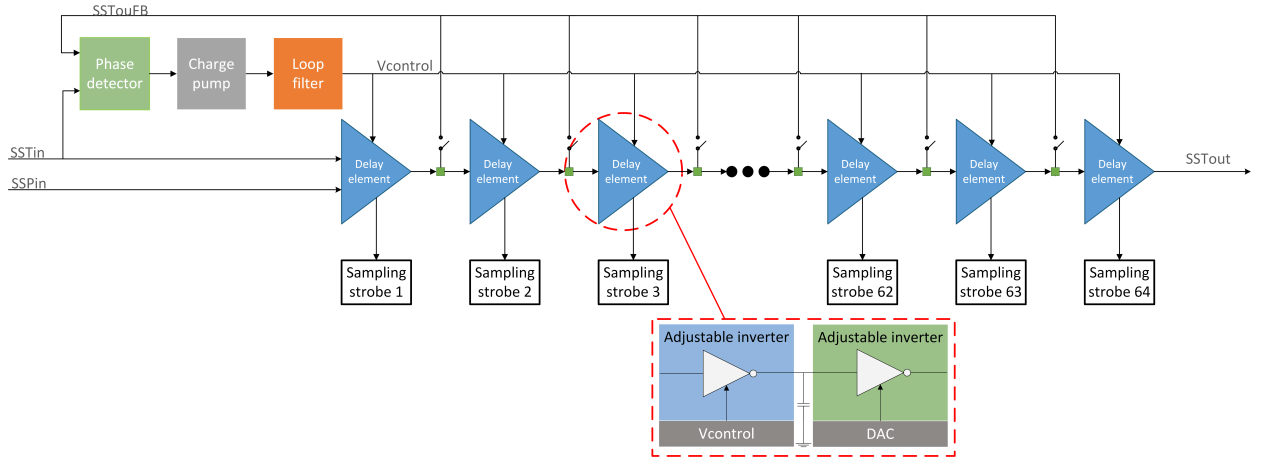 SSTouFB
Phase
detector
Charge
pump
Loop
filter
Vcontrol
SSTin
SSPin
Delay
element
Delay
element
Delay
element
Delay
element
Delay
element
Delay
element
SSTout
Sampling
strobe 1
Sampling
strobe 2
Sampling
strobe 3
Sampling
strobe 62
Sampling
strobe 63
Sampling
strobe 64
Adjustable inverter
Adjustable inverter
Vcontrol
DAC